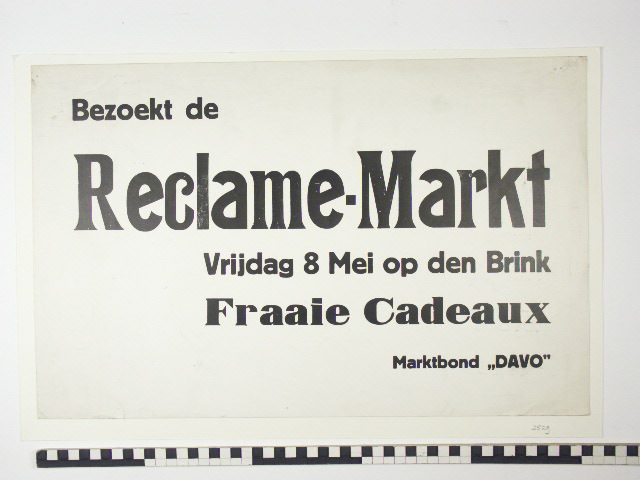 Bezoekt de
Reclame-Markt
Vrijdag 8 Mei op den Brink
Fraaie Cadeaux
Marktbond „DAVO"